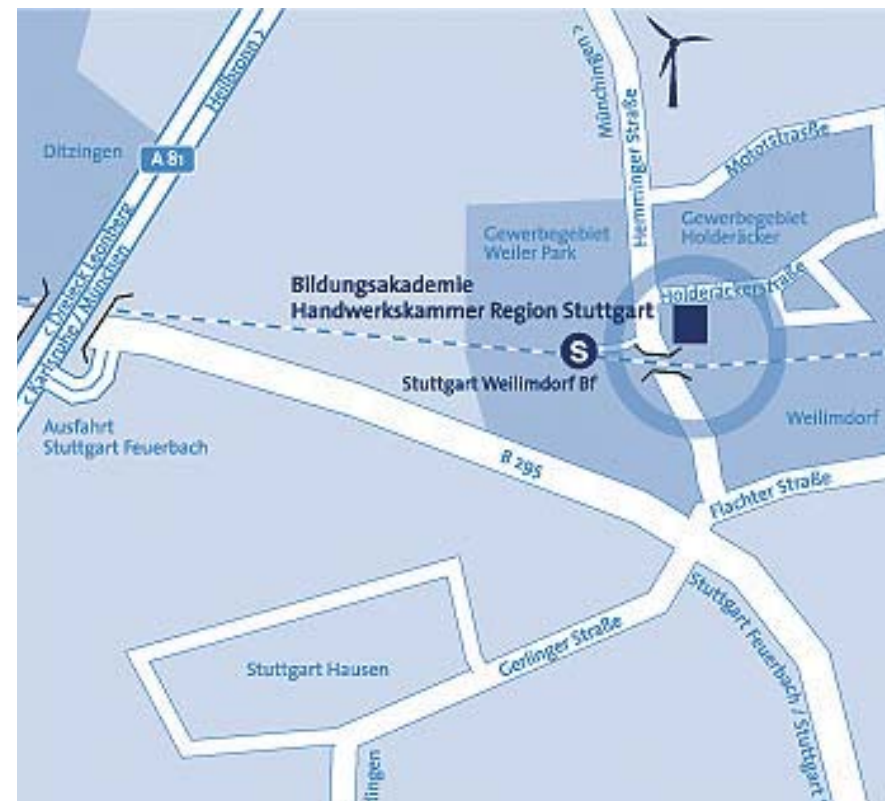 Heilbronn >
Ditzingen
A 81
< Dreieck Leonberg
< Karlsruhe / München
Ausfahrt
Stuttgart Feuerbach
< Münchingen
Hemminger Straße
Mototstrasße
Gewerbegebiet
Weiler Park
Gewerbegebiet
Holderäcker
Holderäckerstraße
Bildungsakademie
Handwerkskammer Region Stuttgart
S
Stuttgart Weilimdorf Bf
Weilimdorf
B 295
Flachter Straße
Stuttgart Feuerbach / Stuttgart
Gerlinger Straße
Stuttgart Hausen